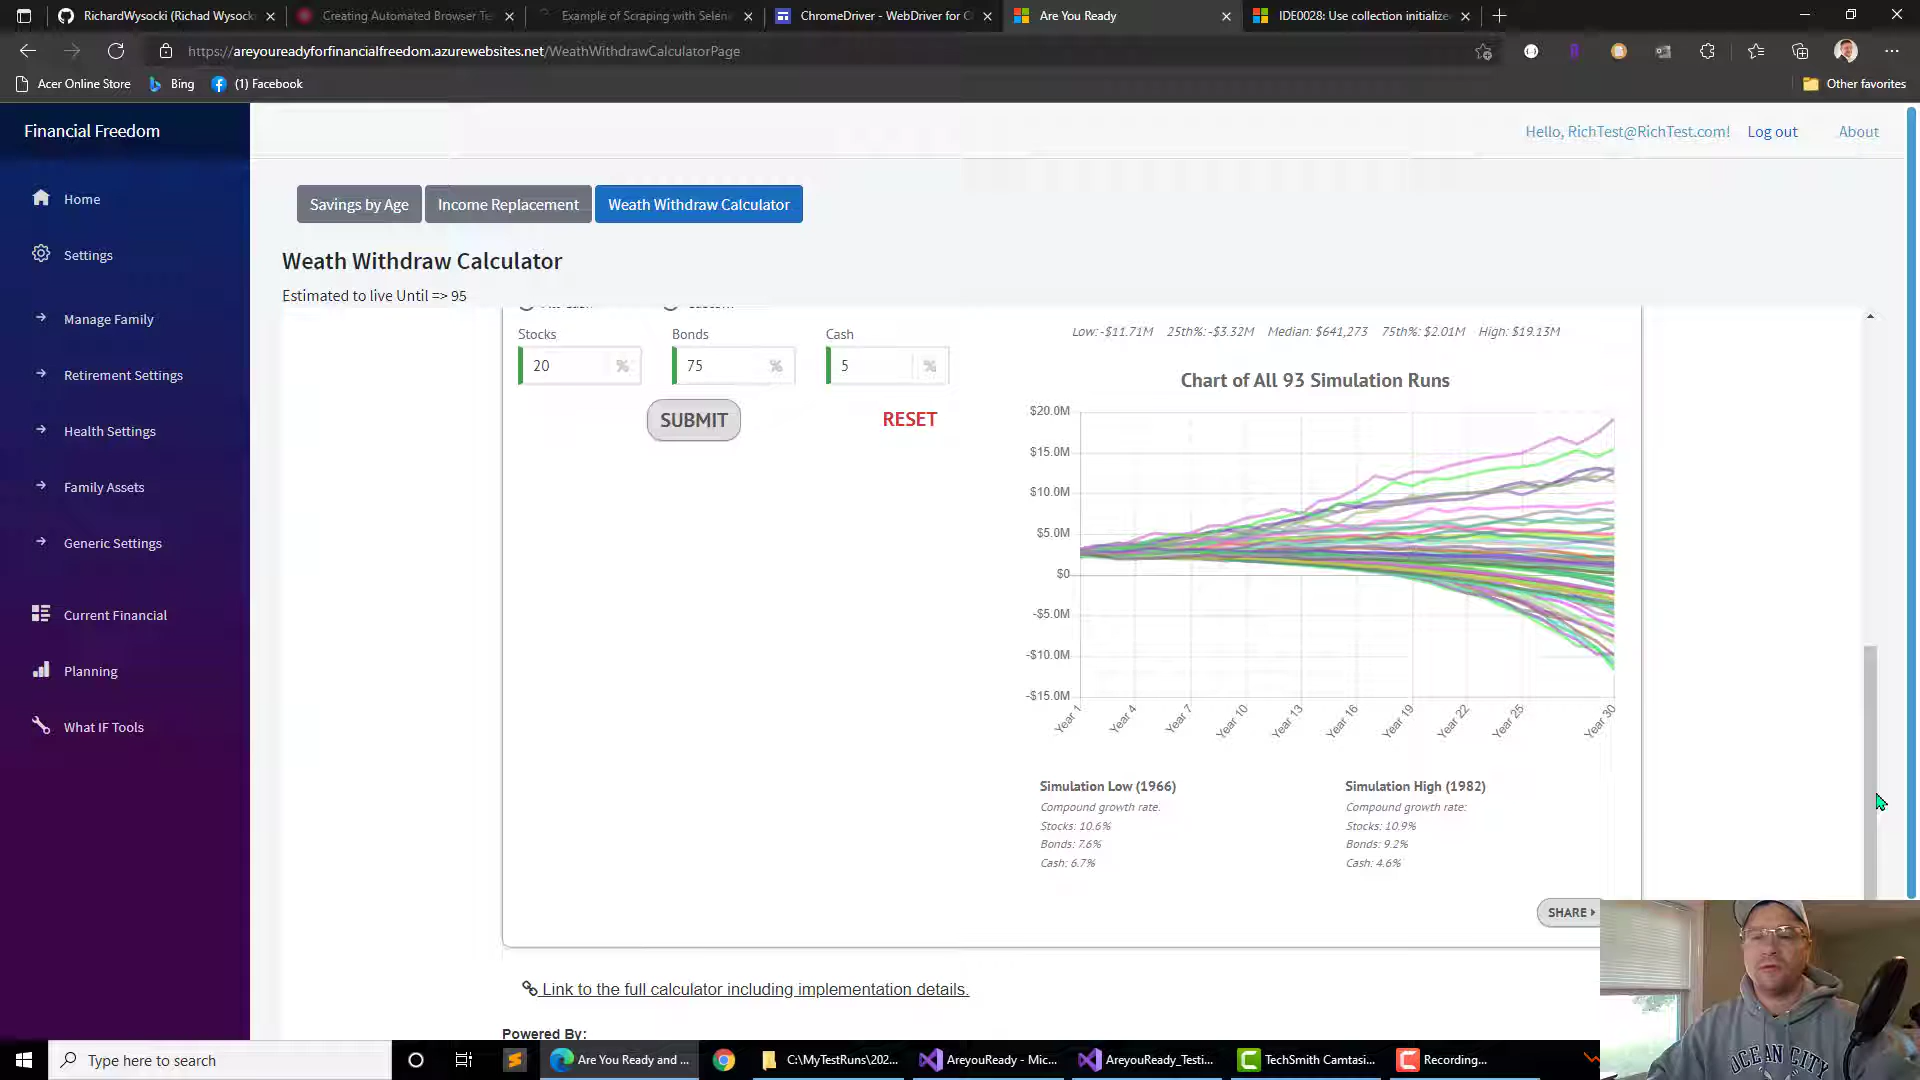 RichardWysocki (Richad Wysock
Creating Automated Browser Te
Example of Scraping with Selen
ChromeDriver - WebDriver for C
Are You Ready
IDE0028: Use collection initialize
https://areyoureadyforfinancialfreedom.azurewebsites.net/WeathWithdrawCalculatorPage
Acer Online Store
Bing
(1) Facebook
Other favorites
Financial Freedom
Hello, RichTest@RichTest.com!
Log out
About
Home
Settings
Manage Family
Retirement Settings
Health Settings
Family Assets
Generic Settings
Current Financial
Planning
What IF Tools
Savings by Age
Income Replacement
Weath Withdraw Calculator
Weath Withdraw Calculator
Estimated to live Until => 95
Stocks
Bonds
Cash
20 %
75 %
5 %
SUBMIT
RESET
Low: -$11.71M 25th%: -$3.32M Median: $641,273 75th%: $2.01M High: $19.13M
Chart of All 93 Simulation Runs
$20.0M
$15.0M
$10.0M
$5.0M
$0
-$5.0M
-$10.0M
-$15.0M
Year 1
Year 4
Year 7
Year 10
Year 13
Year 16
Year 19
Year 22
Year 25
Year 30
Simulation Low (1966)
Compound growth rate:
Stocks: 10.6%
Bonds: 7.6%
Cash: 6.7%
Simulation High (1982)
Compound growth rate:
Stocks: 10.9%
Bonds: 9.2%
Cash: 4.6%
SHARE
Link to the full calculator including implementation details.
Powered By:
OCEAN CITY
Type here to search
Are You Ready and ...
C:\MyTestRuns\202...
AreyouReady - Mic...
AreyouReady_Testi...
TechSmith Camtasi...
Recording...